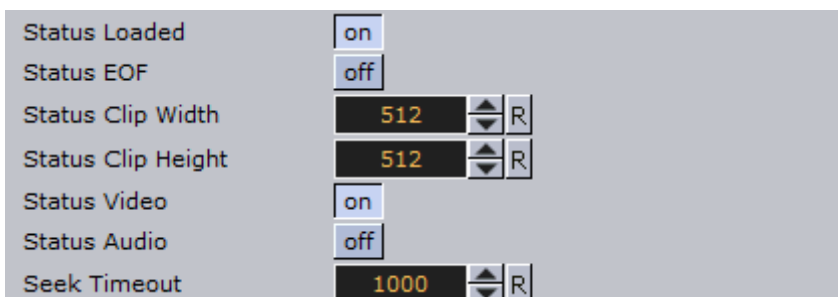 Status Loaded on
Status EOF off
Status Clip Width 512 R
Status Clip Height 512 R
Status Video on
Status Audio off
Seek Timeout 1000 R